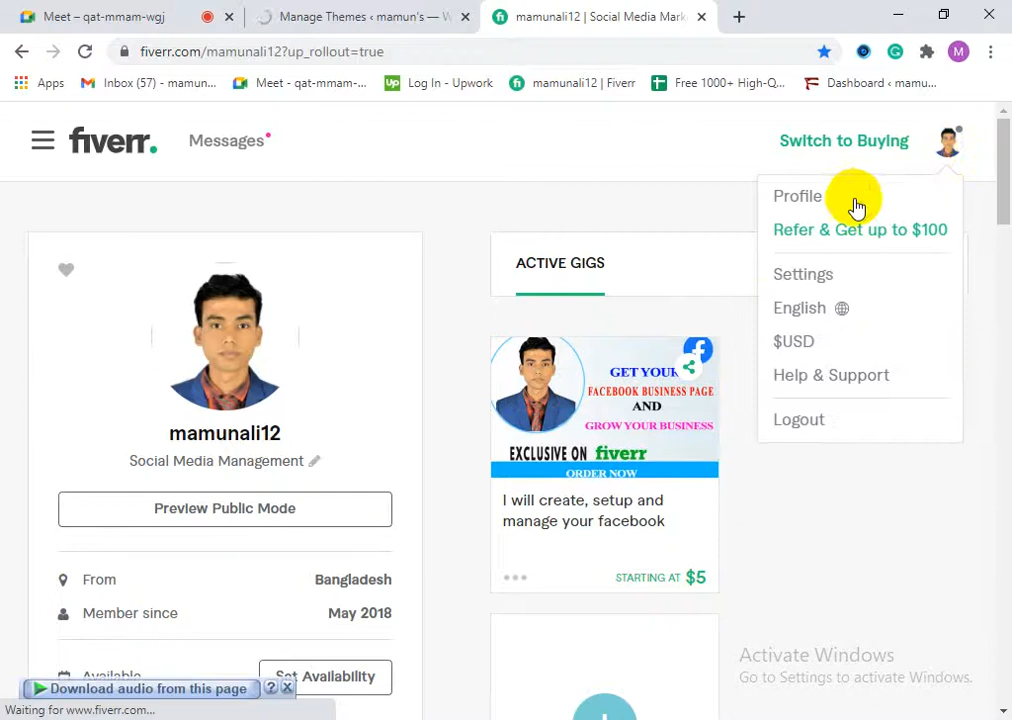 Meet – qat-mmam-wgj
Manage Themes ‹ mamun's — W
mamunali12 | Social Media Mark
fiverr.com/mamunali12?up_rollout=true
M
Apps
Inbox (57) - mamun...
Meet - qat-mmam-...
Up
Log In - Upwork
fi
mamunali12 | Fiverr
Free 1000+ High-Q...
Dashboard ‹ mamu...
fiverr.
Messages
Switch to Buying
Profile
Refer & Get up to $100
Settings
English
$USD
Help & Support
Logout
mamunali12
Social Media Management
Preview Public Mode
From
Bangladesh
Member since
May 2018
Available
Set Availability
ACTIVE GIGS
GET YOUR
FACEBOOK BUSINESS PAGE
AND
GROW YOUR BUSINESS
EXCLUSIVE ON fiverr
ORDER NOW
I will create, setup and
manage your facebook
STARTING AT $5
Activate Windows
Go to Settings to activate Windows.
Download audio from this page
? X
Waiting for www.fiverr.com...